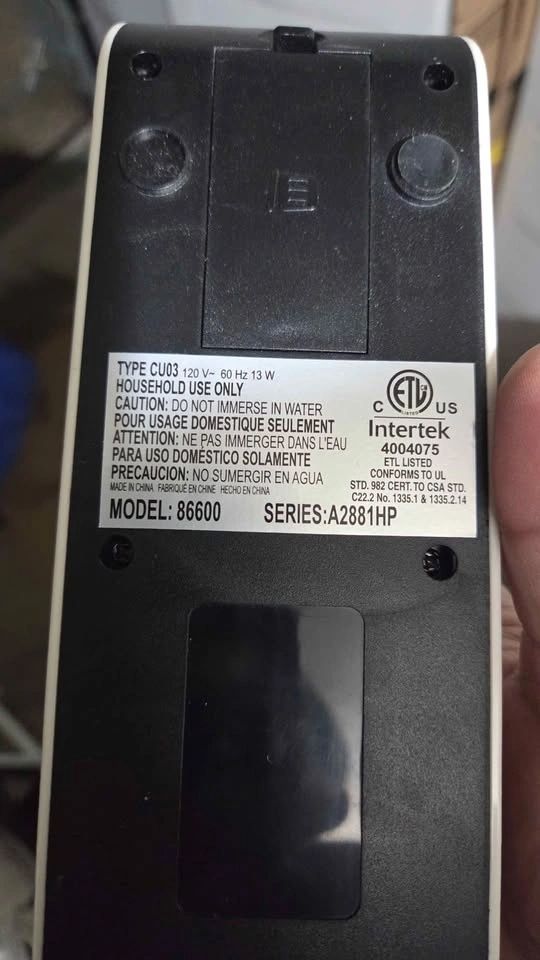 TYPE CU03 120 V~ 60 Hz 13 W
HOUSEHOLD USE ONLY
CAUTION: DO NOT IMMERSE IN WATER
POUR USAGE DOMESTIQUE SEULEMENT
ATTENTION: NE PAS IMMERGER DANS L'EAU
PARA USO DOMÉSTICO SOLAMENTE
PRECAUCION: NO SUMERGIR EN AGUA
MADE IN CHINA FABRIQUÉ EN CHINE HECHO EN CHINA
MODEL: 86600 SERIES:A2881HP
ETL
CM
LISTED
C US
Intertek
4004075
ETL LISTED
CONFORMS TO UL
STD. 982 CERT. TO CSA STD.
C22.2 No. 1335.1 & 1335.2.14